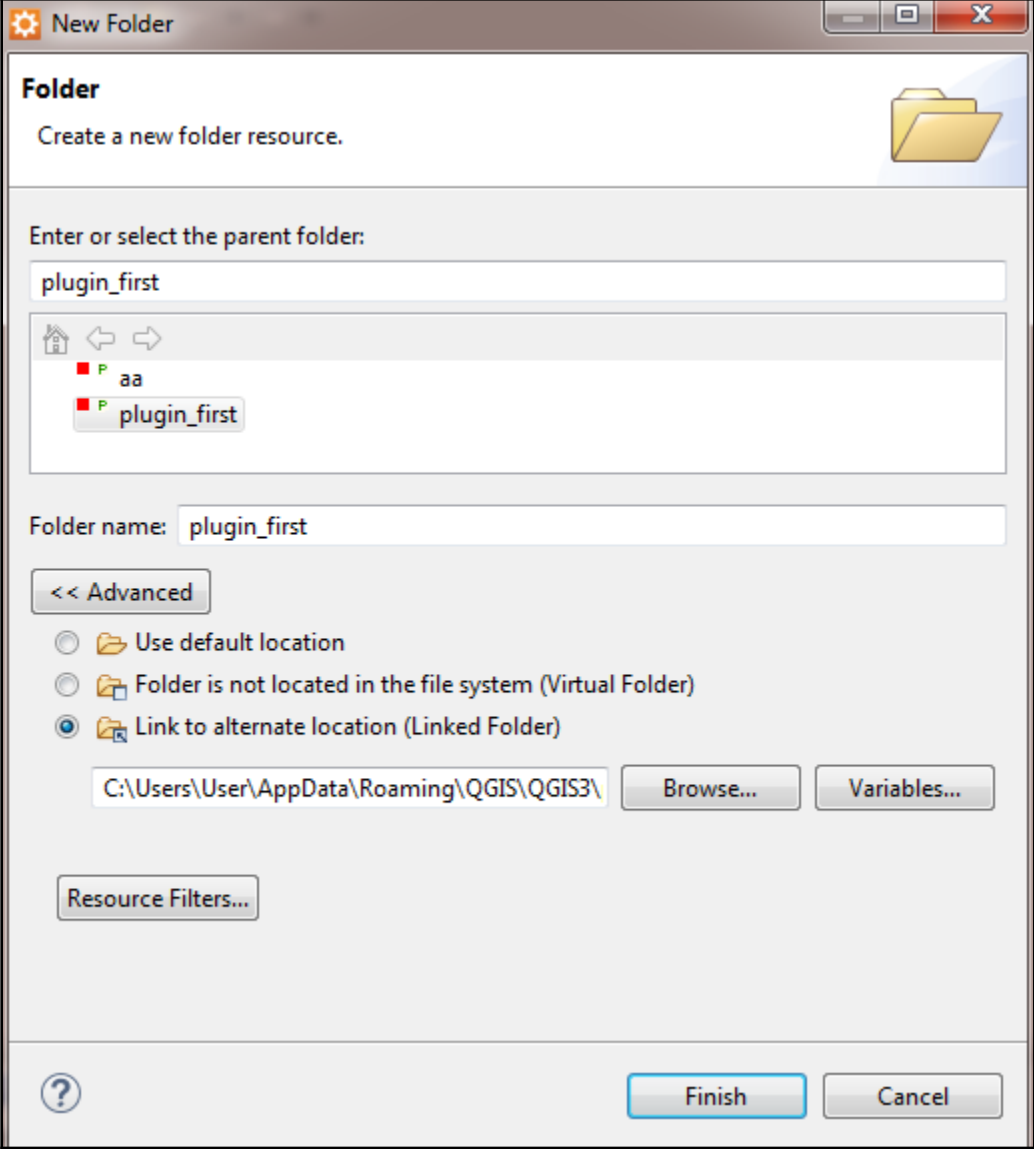 New Folder
Folder
Create a new folder resource.
Enter or select the parent folder:
plugin_first
P aa
P plugin_first
Folder name: plugin_first
<< Advanced
Use default location
Folder is not located in the file system (Virtual Folder)
Link to alternate location (Linked Folder)
C:\Users\User\AppData\Roaming\QGIS\QGIS3\ Browse... Variables...
Resource Filters...
? Finish Cancel